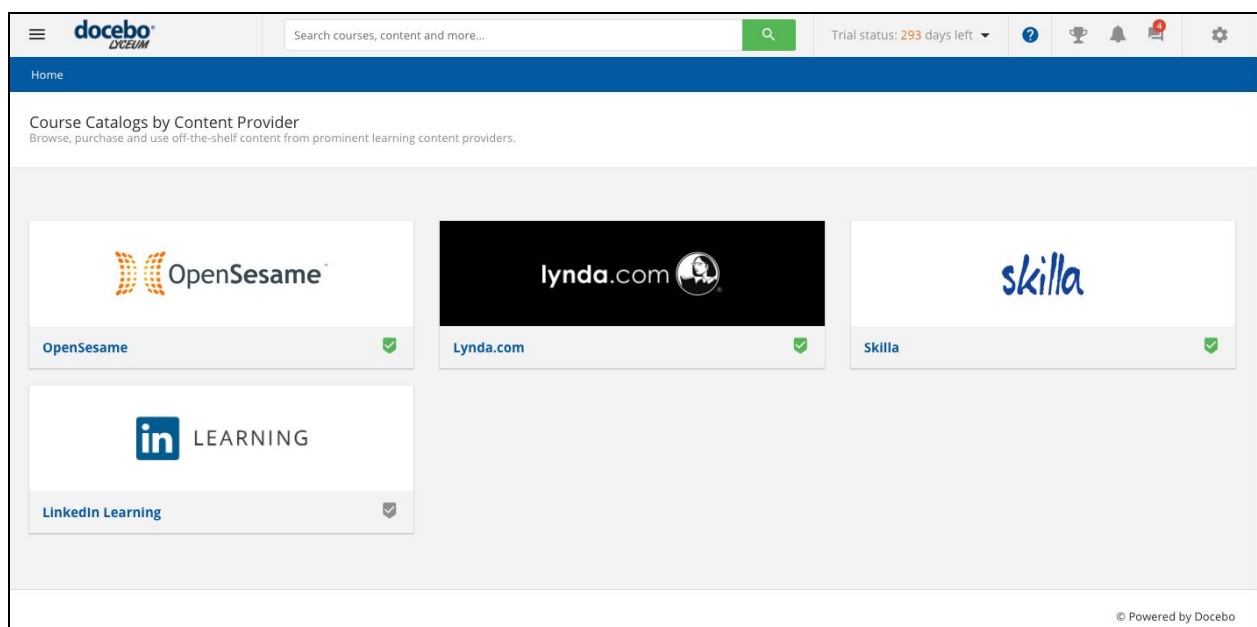 docebo
LYCEUM
Search courses, content and more...
Trial status: 293 days left
?
4
Home
Course Catalogs by Content Provider
Browse, purchase and use off-the-shelf content from prominent learning content providers.
OpenSesame™
lynda.com ®
skilla
OpenSesame
Lynda.com
Skilla
in LEARNING
LinkedIn Learning
© Powered by Docebo